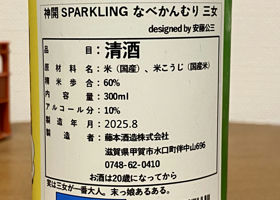 神開 SPARKLING なべかんむり 三女
designed by 安藤公三
品目：清酒
原材料名：米（国産）、米こうじ（国産米）
精米歩合：60%
内容量：300ml
アルコール分：10%
製造年月：2025.8
製造者：藤本酒造株式会社
滋賀県甲賀市水口町伴中山696
0748-62-0410
お酒は20歳になってから
実は三女が一番大人。末っ娘あるある。